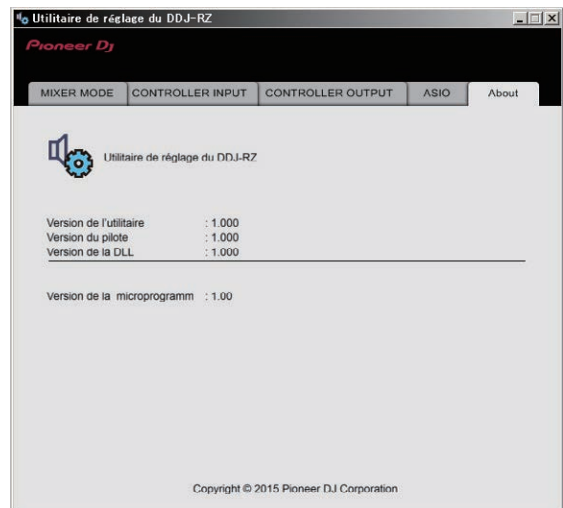 Utilitaire de réglage du DDJ-RZ
Pioneer Dj
MIXER MODE CONTROLLER INPUT CONTROLLER OUTPUT ASIO About
Utilitaire de réglage du DDJ-RZ
Version de l'utilitaire : 1.000
Version du pilote : 1.000
Version de la DLL : 1.000
Version de la microprogramm : 1.00
Copyright © 2015 Pioneer DJ Corporation